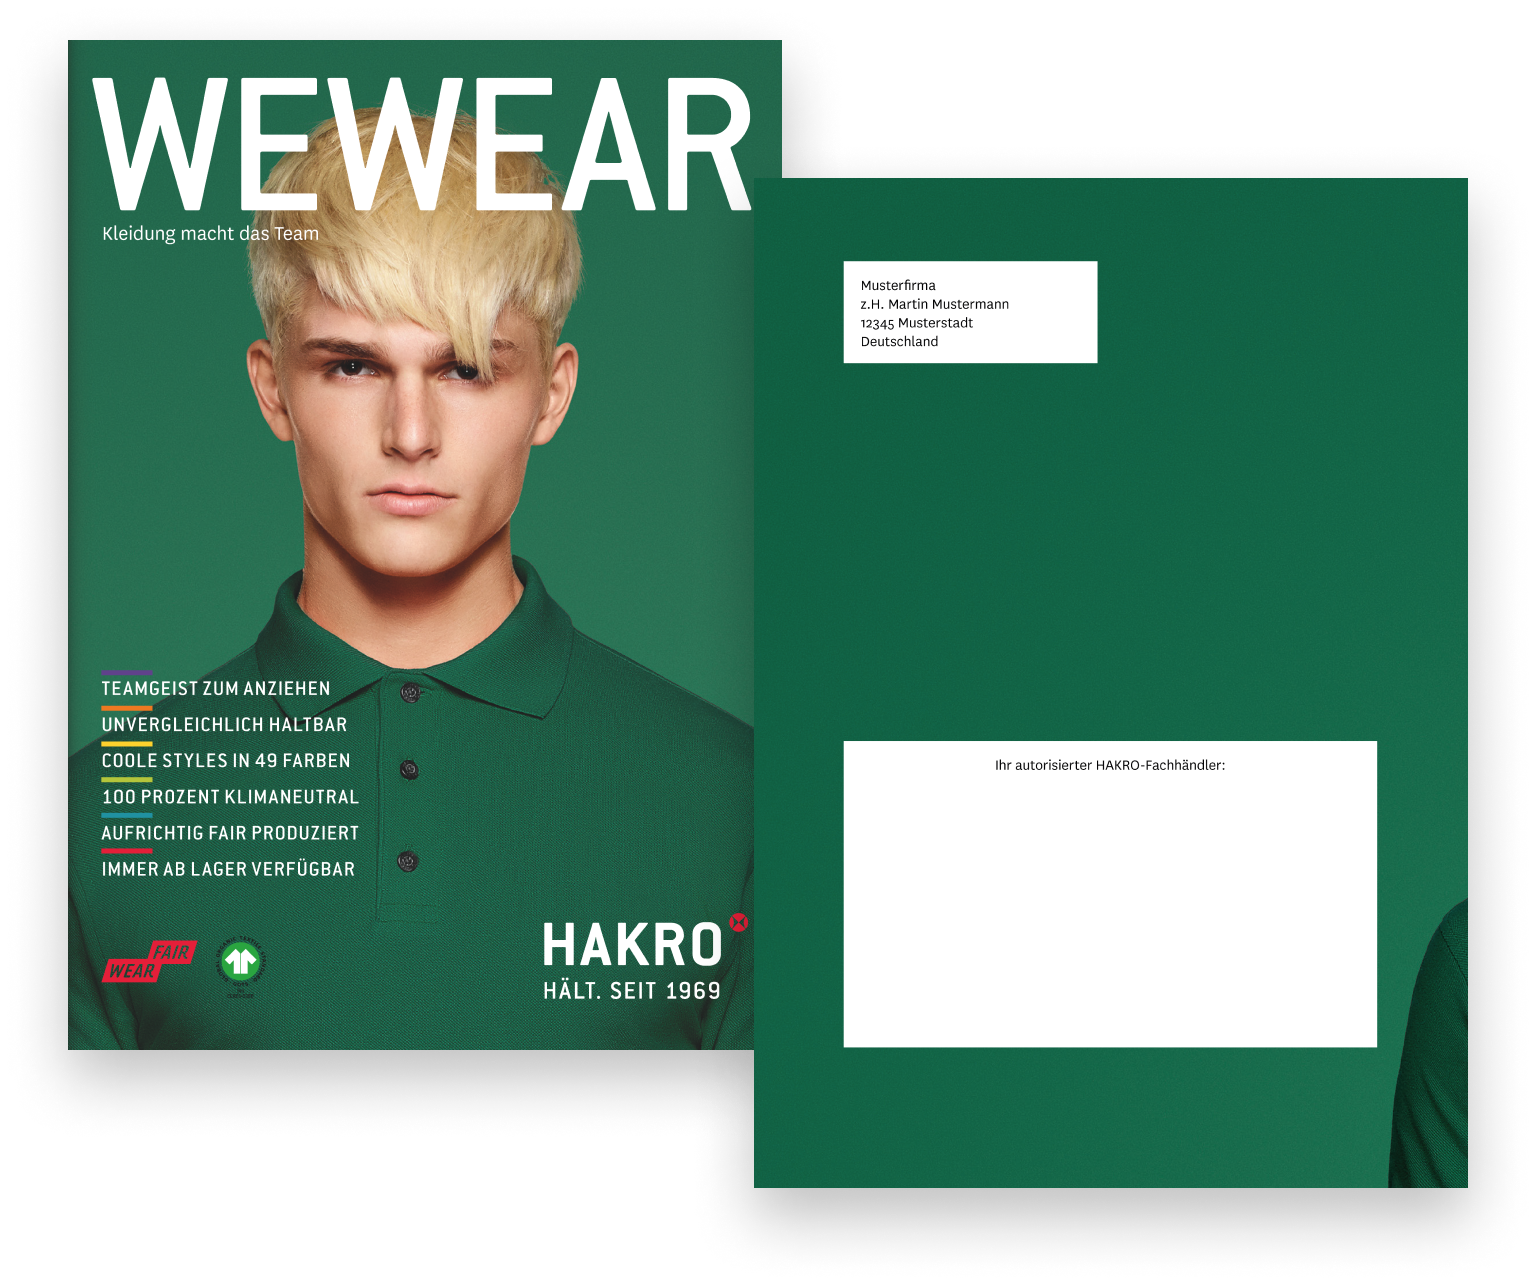 WEWEAR
Kleidung macht das Team
TEAMGEIST ZUM ANZIEHEN
UNVERGLEICHLICH HALTBAR
COOLE STYLES IN 49 FARBEN
100 PROZENT KLIMANEUTRAL
AUFRICHTIG FAIR PRODUZIERT
IMMER AB LAGER VERFÜGBAR
FAIR
WEAR
HAKRO
HÄLT. SEIT 1969
Musterfirma
z.H. Martin Mustermann
12345 Musterstadt
Deutschland
Ihr autorisierter HAKRO-Fachhändler: